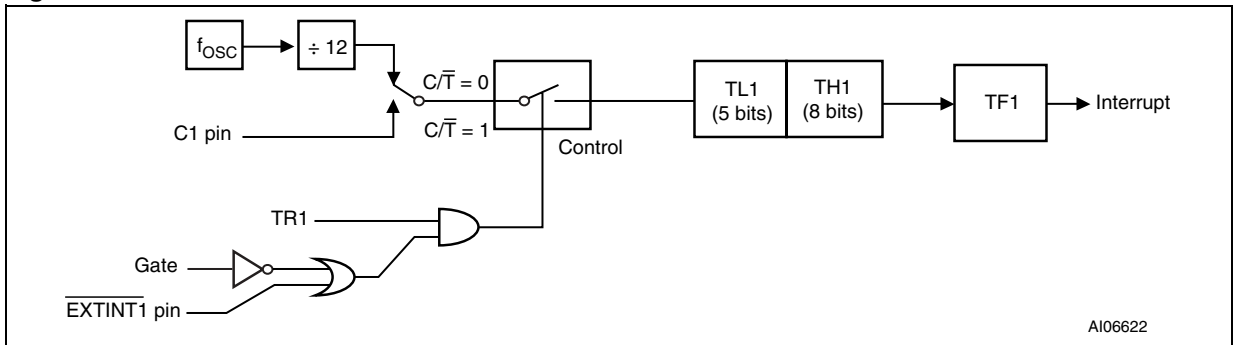 fOSC
÷ 12
C/T̅ = 0
C1 pin
C/T̅ = 1
Control
TL1
(5 bits)
TH1
(8 bits)
TF1
Interrupt
TR1
Gate
E̅X̅T̅I̅N̅T̅1̅ pin
AI06622